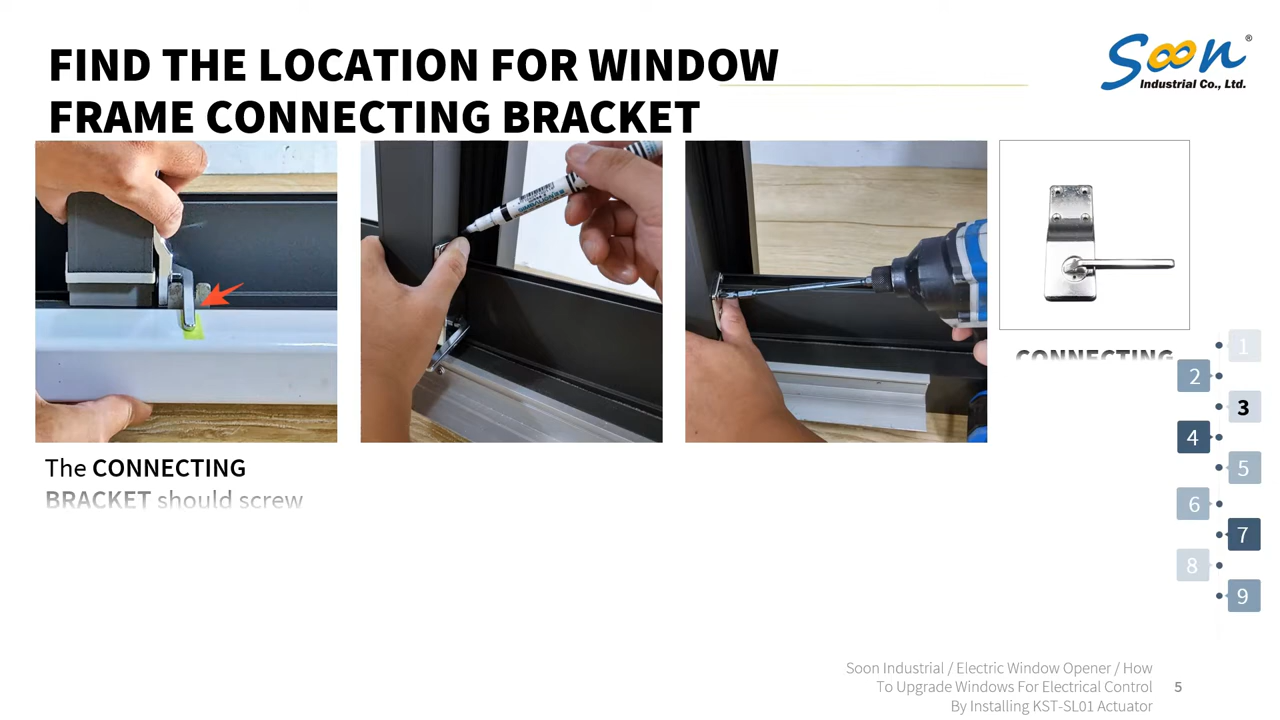 FIND THE LOCATION FOR WINDOW
FRAME CONNECTING BRACKET
Soon®
Industrial Co., Ltd.
CONNECTING
The CONNECTING
BRACKET should screw
1
2
3
4
5
6
7
8
9
Soon Industrial / Electric Window Opener / How
To Upgrade Windows For Electrical Control
By Installing KST-SL01 Actuator
5